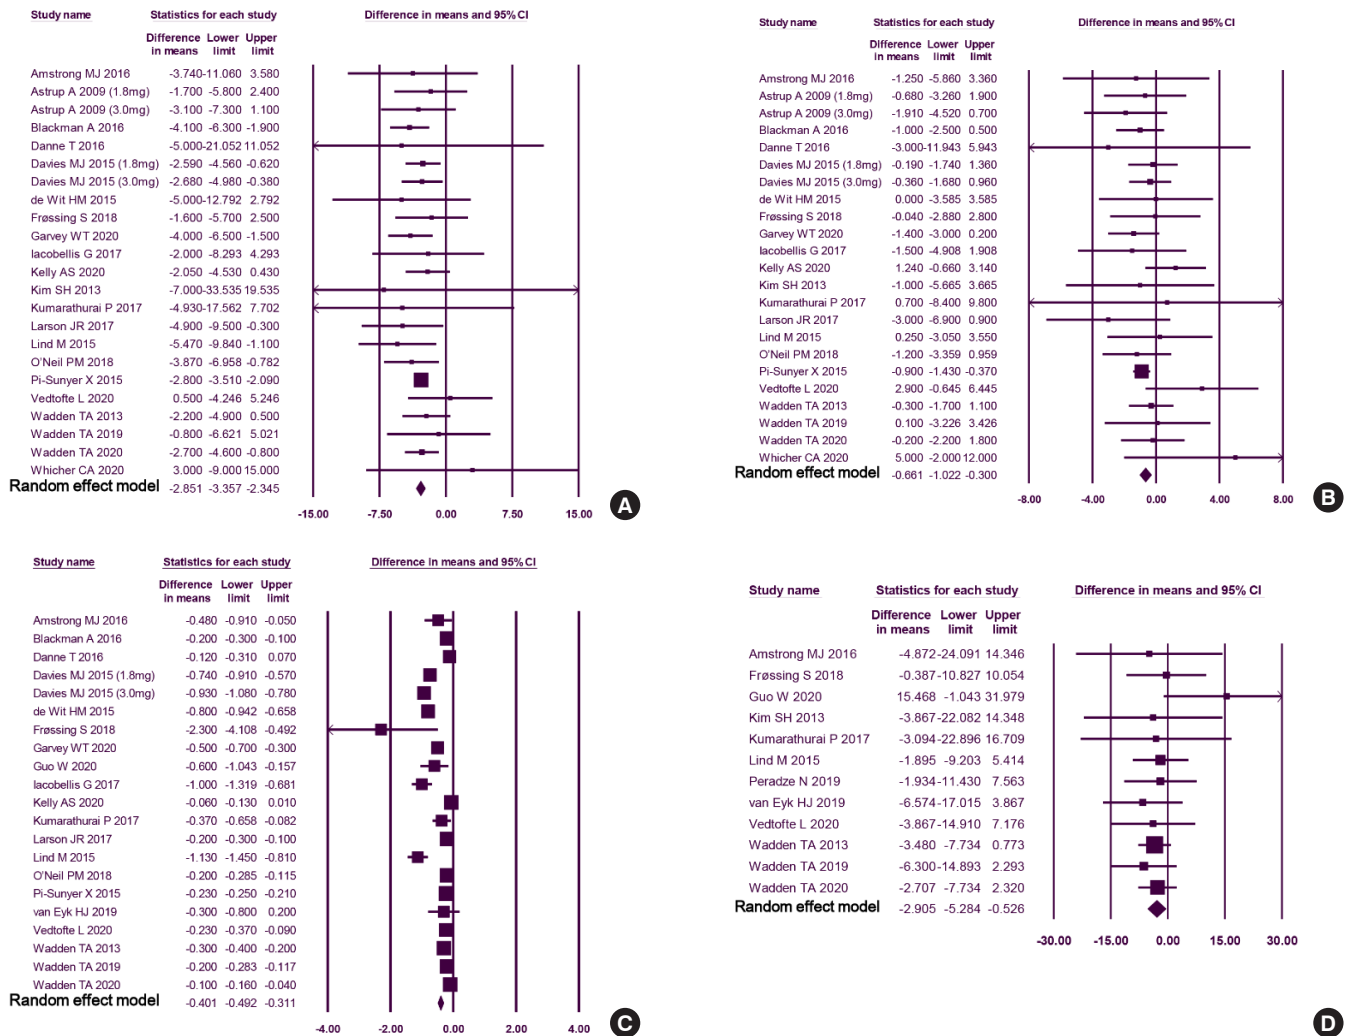 Study name Statistics for each study Difference in means and 95% CI
Difference in means Lower limit Upper limit
Amstrong MJ 2016 -3.740 -11.060 3.580
Astrup A 2009 (1.8mg) -1.700 -5.800 2.400
Astrup A 2009 (3.0mg) -3.100 -7.300 1.100
Blackman A 2016 -4.100 -6.300 -1.900
Danne T 2016 -5.000 -21.052 11.052
Davies MJ 2015 (1.8mg) -2.590 -4.560 -0.620
Davies MJ 2015 (3.0mg) -2.680 -4.980 -0.380
de Wit HM 2015 -5.000 -12.792 2.792
Frøssing S 2018 -1.600 -5.700 2.500
Garvey WT 2020 -4.000 -6.500 -1.500
Iacobellis G 2017 -2.000 -8.293 4.293
Kelly AS 2020 -2.050 -4.530 0.430
Kim SH 2013 -7.000 -33.535 19.535
Kumarathurai P 2017 -4.930 -17.562 7.702
Larson JR 2017 -4.900 -9.500 -0.300
Lind M 2015 -5.470 -9.840 -1.100
O'Neil PM 2018 -3.870 -6.958 -0.782
Pi-Sunyer X 2015 -2.800 -3.510 -2.090
Vedtofte L 2020 0.500 -4.246 5.246
Wadden TA 2013 -2.200 -4.900 0.500
Wadden TA 2019 -0.800 -6.621 5.021
Wadden TA 2020 -2.700 -4.600 -0.800
Whicher CA 2020 3.000 -9.000 15.000
Random effect model -2.851 -3.357 -2.345
-15.00 -7.50 0.00 7.50 15.00
A
Study name Statistics for each study Difference in means and 95% CI
Difference in means Lower limit Upper limit
Amstrong MJ 2016 -1.250 -5.860 3.360
Astrup A 2009 (1.8mg) -0.680 -3.260 1.900
Astrup A 2009 (3.0mg) -1.910 -4.520 0.700
Blackman A 2016 -1.000 -2.500 0.500
Danne T 2016 -3.000 -11.943 5.943
Davies MJ 2015 (1.8mg) -0.190 -1.740 1.360
Davies MJ 2015 (3.0mg) -0.360 -1.680 0.960
de Wit HM 2015 0.000 -3.585 3.585
Frøssing S 2018 -0.040 -2.880 2.800
Garvey WT 2020 -1.400 -3.000 0.200
Iacobellis G 2017 -1.500 -4.908 1.908
Kelly AS 2020 1.240 -0.660 3.140
Kim SH 2013 -1.000 -5.665 3.665
Kumarathurai P 2017 0.700 -8.400 9.800
Larson JR 2017 -3.000 -6.900 0.900
Lind M 2015 0.250 -3.050 3.550
O'Neil PM 2018 -1.200 -3.359 0.959
Pi-Sunyer X 2015 -0.900 -1.430 -0.370
Vedtofte L 2020 2.900 -0.645 6.445
Wadden TA 2013 -0.300 -1.700 1.100
Wadden TA 2019 0.100 -3.226 3.426
Wadden TA 2020 -0.200 -2.200 1.800
Whicher CA 2020 5.000 -2.000 12.000
Random effect model -0.661 -1.022 -0.300
-8.00 -4.00 0.00 4.00 8.00
B
Study name Statistics for each study Difference in means and 95% CI
Difference in means Lower limit Upper limit
Amstrong MJ 2016 -0.480 -0.910 -0.050
Blackman A 2016 -0.200 -0.300 -0.100
Danne T 2016 -0.120 -0.310 0.070
Davies MJ 2015 (1.8mg) -0.740 -0.910 -0.570
Davies MJ 2015 (3.0mg) -0.930 -1.080 -0.780
de Wit HM 2015 -0.800 -0.942 -0.658
Frøssing S 2018 -2.300 -4.108 -0.492
Garvey WT 2020 -0.500 -0.700 -0.300
Guo W 2020 -0.600 -1.043 -0.157
Iacobellis G 2017 -1.000 -1.319 -0.681
Kelly AS 2020 -0.060 -0.130 0.010
Kumarathurai P 2017 -0.370 -0.658 -0.082
Larson JR 2017 -0.200 -0.300 -0.100
Lind M 2015 -1.130 -1.450 -0.810
O'Neil PM 2018 -0.200 -0.285 -0.115
Pi-Sunyer X 2015 -0.230 -0.250 -0.210
van Eyk HJ 2019 -0.300 -0.800 0.200
Vedtofte L 2020 -0.230 -0.370 -0.090
Wadden TA 2013 -0.300 -0.400 -0.200
Wadden TA 2019 -0.200 -0.283 -0.117
Wadden TA 2020 -0.100 -0.160 -0.040
Random effect model -0.401 -0.492 -0.311
-4.00 -2.00 0.00 2.00 4.00
C
Study name Statistics for each study Difference in means and 95% CI
Difference in means Lower limit Upper limit
Amstrong MJ 2016 -4.872 -24.091 14.346
Frøssing S 2018 -0.387 -10.827 10.054
Guo W 2020 15.468 -1.043 31.979
Kim SH 2013 -3.867 -22.082 14.348
Kumarathurai P 2017 -3.094 -22.896 16.709
Lind M 2015 -1.895 -9.203 5.414
Peradze N 2019 -1.934 -11.430 7.563
van Eyk HJ 2019 -6.574 -17.015 3.867
Vedtofte L 2020 -3.867 -14.910 7.176
Wadden TA 2013 -3.480 -7.734 0.773
Wadden TA 2019 -6.300 -14.893 2.293
Wadden TA 2020 -2.707 -7.734 2.320
Random effect model -2.905 -5.284 -0.526
-30.00 -15.00 0.00 15.00 30.00
D